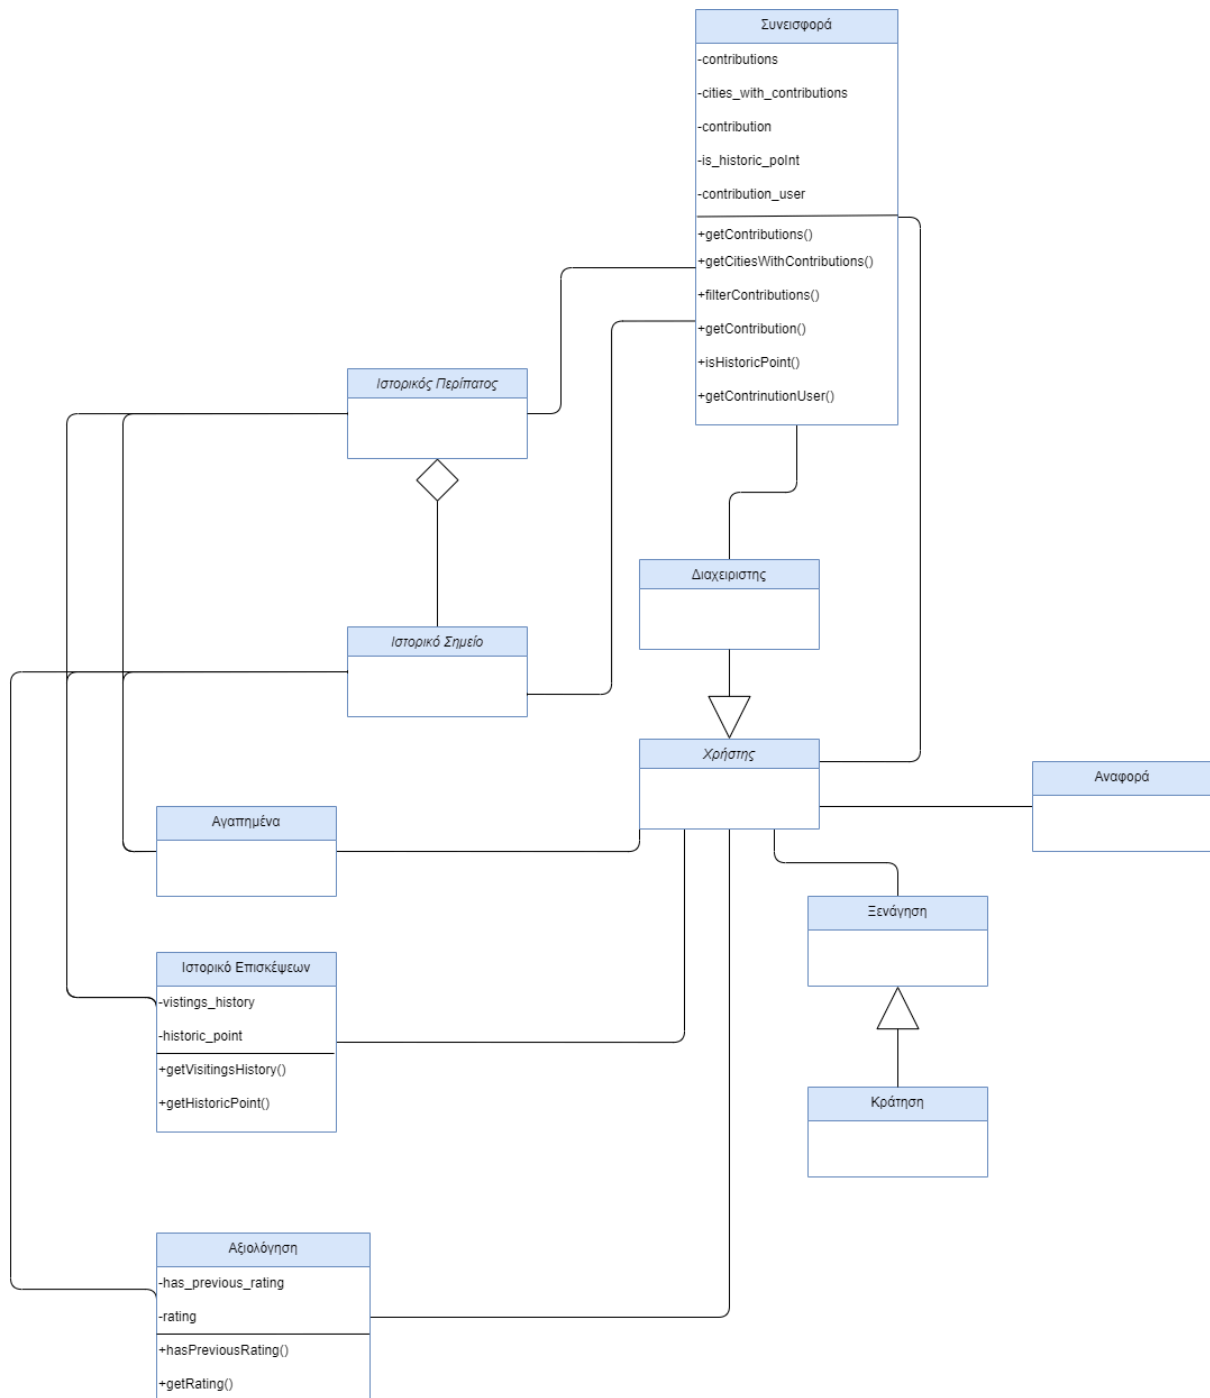 Συνεισφορά
-contributions
-cities_with_contributions
-contribution
-is_historic_poInt
-contribution_user
+getContributions()
+getCitiesWithContributions()
+filterContributions()
+getContribution()
+isHistoricPoint()
+getContrinutionUser()
Ιστορικός Περίπατος
Διαχειριστης
Ιστορικό Σημείο
Χρήστης
Αναφορά
Αγαπημένα
Ξενάγηση
Ιστορικό Επισκέψεων
-vistings_history
-historic_point
+getVisitingsHistory()
+getHistoricPoint()
Κράτηση
Αξιολόγηση
-has_previous_rating
-rating
+hasPreviousRating()
+getRating()